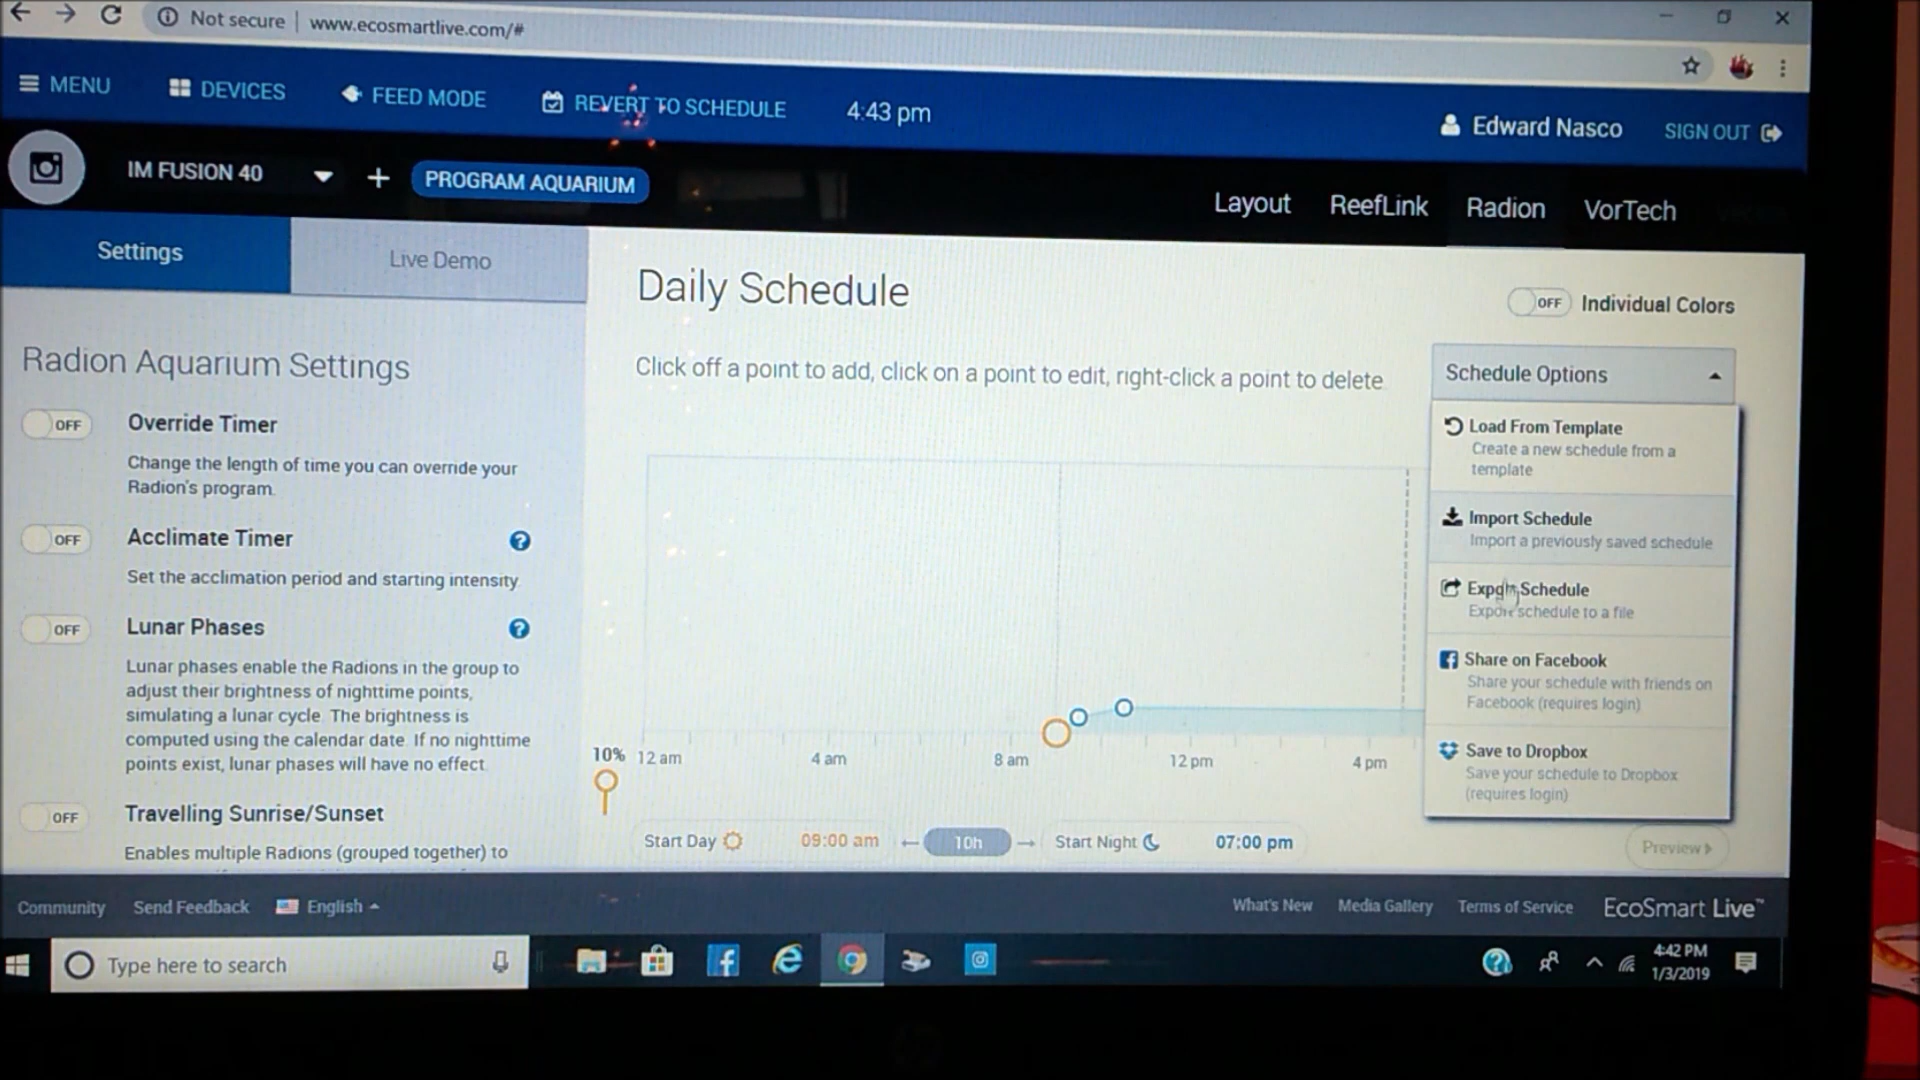 Not secure | www.ecosmartlive.com/#
MENU DEVICES FEED MODE REVERT TO SCHEDULE 4:43 pm Edward Nasco SIGN OUT
IM FUSION 40 + PROGRAM AQUARIUM Layout ReefLink Radion VorTech
Settings Live Demo
Daily Schedule
OFF Individual Colors
Click off a point to add, click on a point to edit, right-click a point to delete
Schedule Options
Load From Template
Create a new schedule from a
template
Import Schedule
Import a previously saved schedule
Export Schedule
Export schedule to a file
Share on Facebook
Share your schedule with friends on
Facebook (requires login)
Save to Dropbox
Save your schedule to Dropbox
(requires login)
Radion Aquarium Settings
OFF Override Timer
Change the length of time you can override your
Radion's program.
OFF Acclimate Timer ?
Set the acclimation period and starting intensity
OFF Lunar Phases ?
Lunar phases enable the Radions in the group to
adjust their brightness of nighttime points,
simulating a lunar cycle. The brightness is
computed using the calendar date. If no nighttime
points exist, lunar phases will have no effect.
OFF Travelling Sunrise/Sunset
Enables multiple Radions (grouped together) to
10% 12 am 4 am 8 am 12 pm 4 pm
Start Day 09:00 am ← 10h → Start Night 07:00 pm
Preview
Community Send Feedback English What's New Media Gallery Terms of Service EcoSmart Live™
Type here to search
4:42 PM
1/3/2019